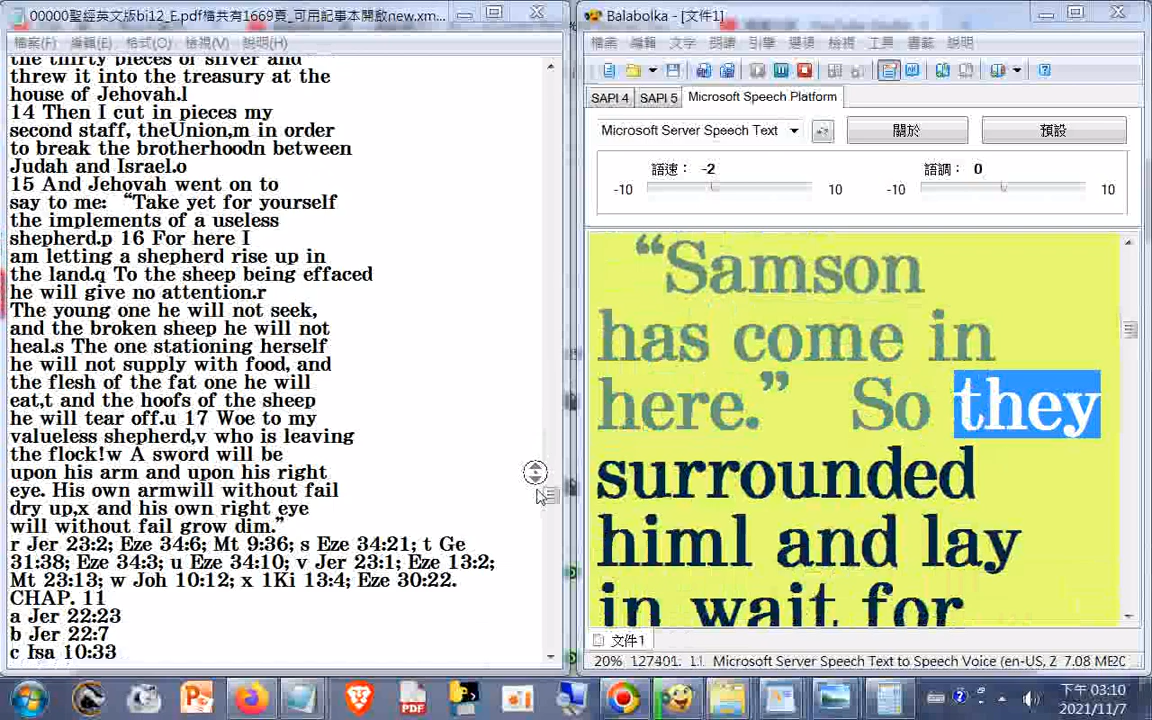 00000聖經英文版bi12_E.pdf檔共有1669頁_可用記事本開啟new.xm...
檔案(F) 編輯(E) 格式(O) 檢視(V) 說明(H)
the thirty pieces of silver and
threw it into the treasury at the
house of Jehovah.l
14 Then I cut in pieces my
second staff, theUnion,m in order
to break the brotherhoodn between
Judah and Israel.o
15 And Jehovah went on to
say to me: “Take yet for yourself
the implements of a useless
shepherd.p 16 For here I
am letting a shepherd rise up in
the land.q To the sheep being effaced
he will give no attention.r
The young one he will not seek,
and the broken sheep he will not
heal.s The one stationing herself
he will not supply with food, and
the flesh of the fat one he will
eat,t and the hoofs of the sheep
he will tear off.u 17 Woe to my
valueless shepherd,v who is leaving
the flock!w A sword will be
upon his arm and upon his right
eye. His own armwill without fail
dry up,x and his own right eye
will without fail grow dim.”
r Jer 23:2; Eze 34:6; Mt 9:36; s Eze 34:21; t Ge
31:38; Eze 34:3; u Eze 34:10; v Jer 23:1; Eze 13:2;
Mt 23:13; w Joh 10:12; x 1Ki 13:4; Eze 30:22.
CHAP. 11
a Jer 22:23
b Jer 22:7
c Isa 10:33
Balabolka - [文件1]
檔案 編輯 文字 朗讀 引擎 選項 檢視 工具 書籤 說明
SAPI 4 SAPI 5 Microsoft Speech Platform
Microsoft Server Speech Text 關於 預設
語速： -2 語調： 0
-10 10 -10 10
“Samson
has come in
here.” So they
surrounded
himl and lay
in wait for
文件1
20% Microsoft Server Speech Text to Speech Voice (en-US, Z
PDF
下午 03:10
2021/11/7